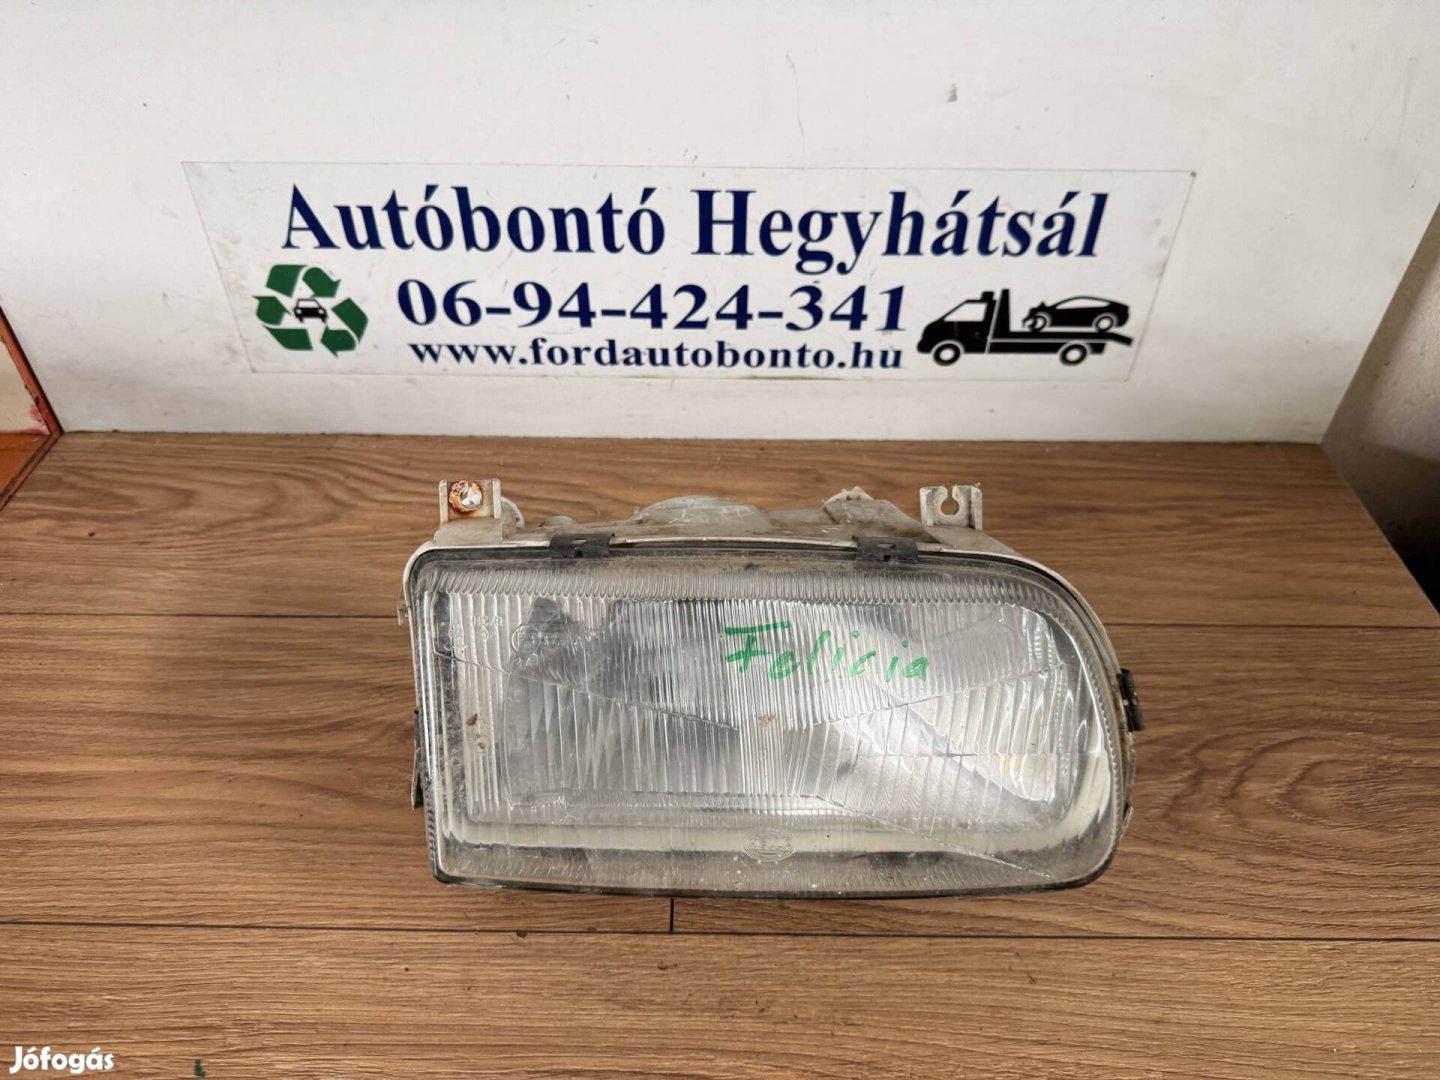 Autóbontó Hegyhátsál
06-94-424-341
www.fordautobonto.hu
Felicia
Jófogás